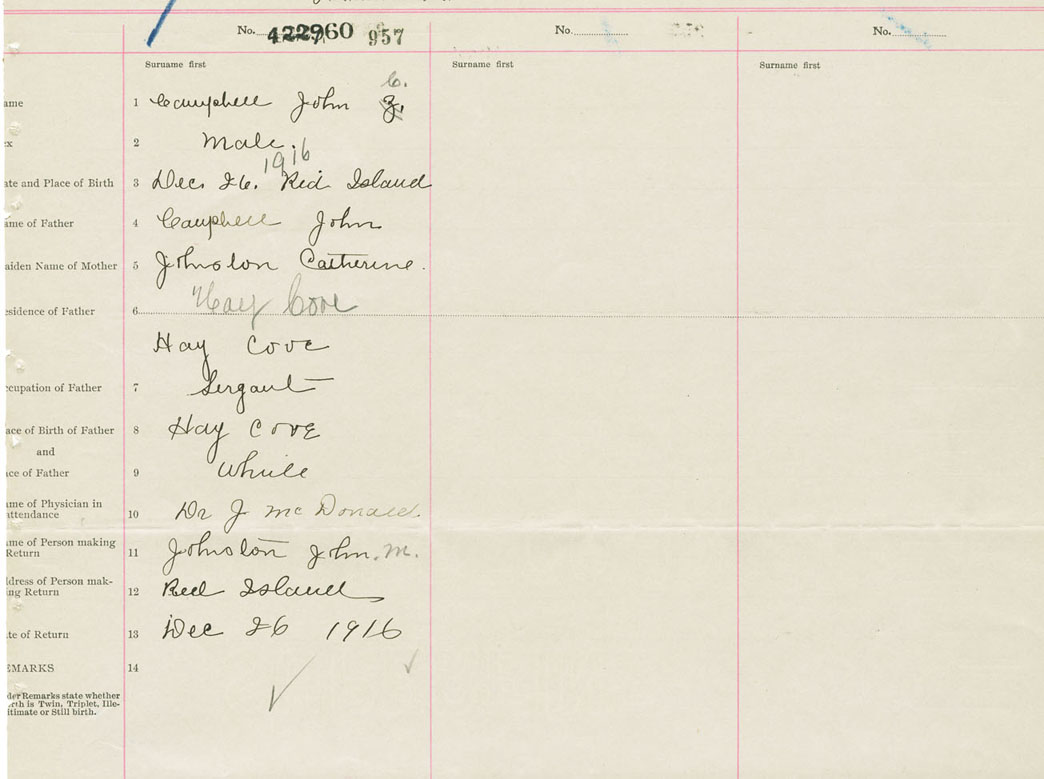 No. 422960 957 No. No.
Surname first Surname first Surname first
C.
ame 1 Campbell John
ex 2 Male.
1916
ate and Place of Birth 3 Dec. 26. Red Island
ame of Father 4 Campbell John
aiden Name of Mother 5 Johnston Catherine.
esidence of Father 6 Hay Cove
Hay Cove
ccupation of Father 7 Sergant
ace of Birth of Father 8 Hay Cove
and
ce of Father 9 White
ame of Physician in
attendance 10 Dr J McDonald
ame of Person making
Return 11 Johnston John. M.
ddress of Person mak-
ing Return 12 Red Island
te of Return 13 Dec 26 1916
EMARKS 14
der Remarks state whether
rth is Twin, Triplet, Ille-
itimate or Still birth.